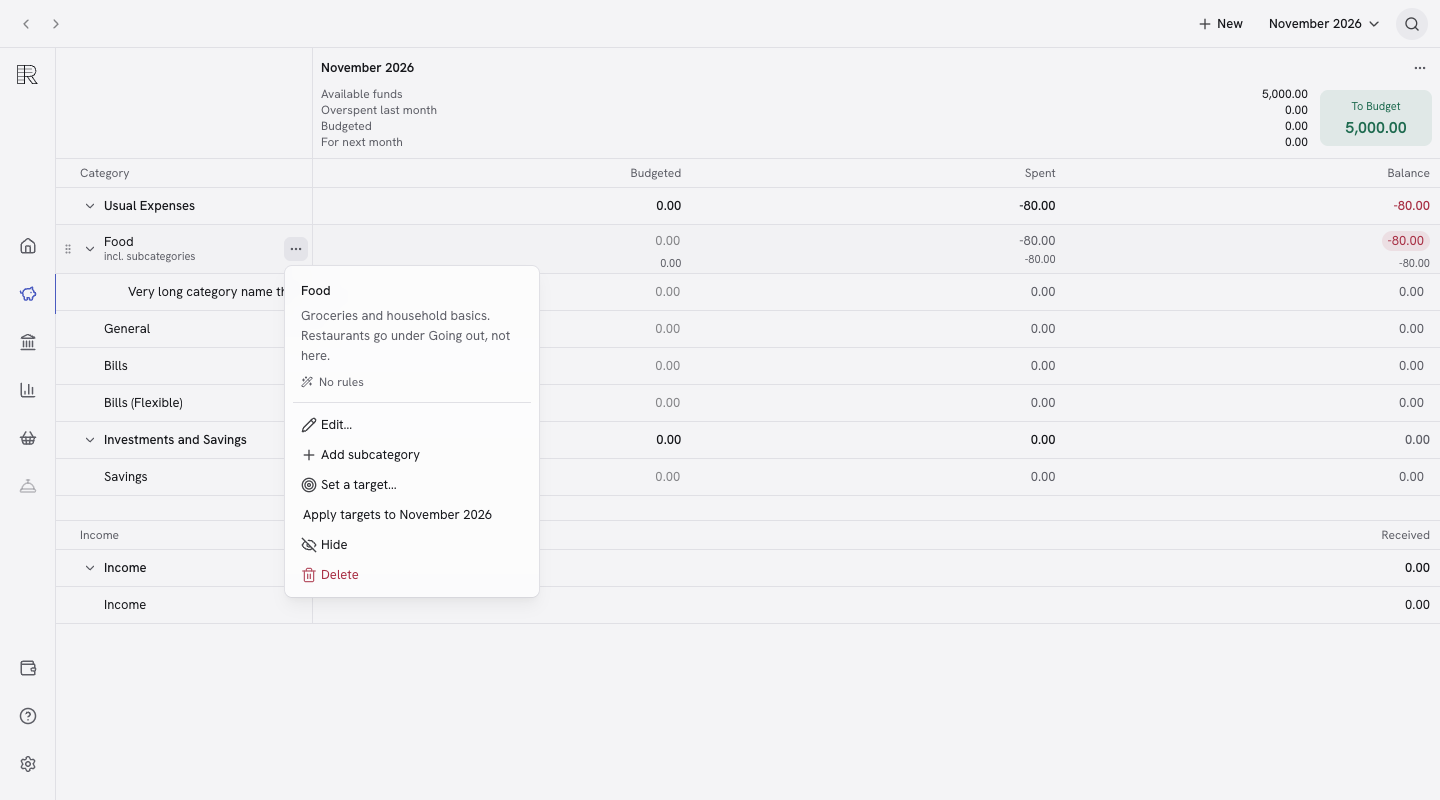 New
November 2026
November 2026
Available funds 5,000.00
Overspent last month 0.00
Budgeted 0.00
For next month 0.00
To Budget
5,000.00
Category Budgeted Spent Balance
Usual Expenses 0.00 -80.00 -80.00
Food 0.00 -80.00 -80.00
incl. subcategories 0.00 -80.00 -80.00
Very long category name 0.00 0.00 0.00
General 0.00 0.00 0.00
Bills 0.00 0.00 0.00
Bills (Flexible) 0.00 0.00 0.00
Investments and Savings 0.00 0.00 0.00
Savings 0.00 0.00 0.00
Income Received
Income 0.00
Income 0.00
Food
Groceries and household basics.
Restaurants go under Going out, not
here.
No rules
Edit...
Add subcategory
Set a target...
Apply targets to November 2026
Hide
Delete